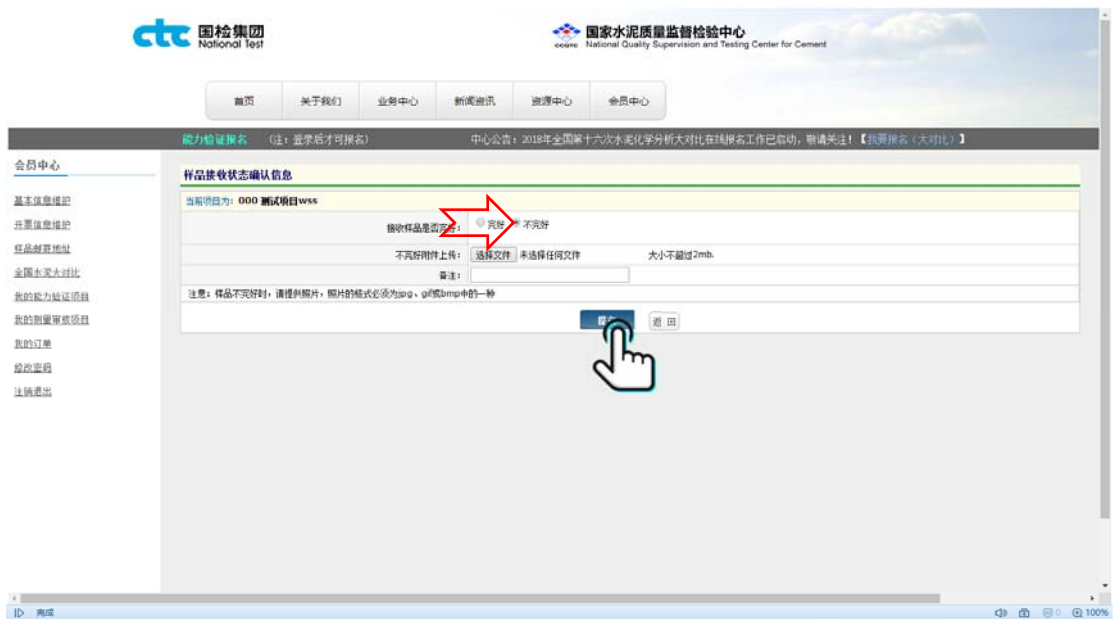 ctc 国检集团
National Test
国家水泥质量监督检验中心
National Quality Supervision and Testing Center for Cement
首页 关于我们 业务中心 新闻资讯 资源中心 会员中心
能力验证报名 (注:登录后才可报名) 中心公告:2018年全国第十六次水泥化学分析大对比在线报名工作已启动,敬请关注!【我要报名(大对比)】
会员中心
基本信息维护
开票信息维护
样品邮寄地址
全国水泥大对比
我的能力验证项目
我的测量审核项目
我的订单
修改密码
注销退出
样品接收状态确认信息
当前项目为:000 测试项目wss
接收样品是否完好: 完好 不完好
不完好附件上传: 选择文件 未选择任何文件 大小不超过2mb.
备注:
注意:样品不完好时,请提供照片,照片的格式必须为jpg、gif或bmp中的一种
提交 返 回
完成 0 100%